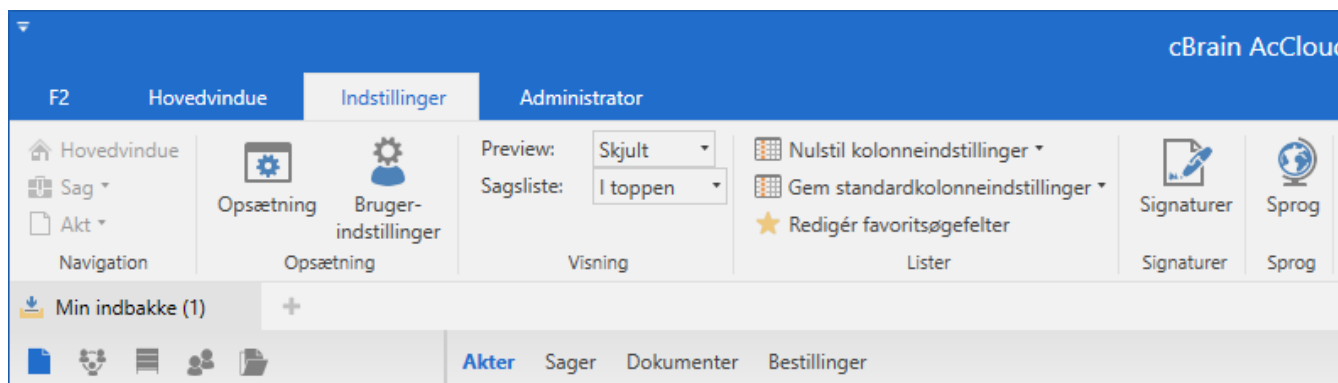 cBrain AcCloud
F2 Hovedvindue Indstillinger Administrator
Hovedvindue
Sag
Akt
Navigation
Opsætning
Bruger-
indstillinger
Opsætning
Preview: Skjult
Sagsliste: I toppen
Visning
Nulstil kolonneindstillinger
Gem standardkolonneindstillinger
Redigér favoritsøgefelter
Lister
Signaturer
Signaturer
Sprog
Sprog
Min indbakke (1)
Akter Sager Dokumenter Bestillinger